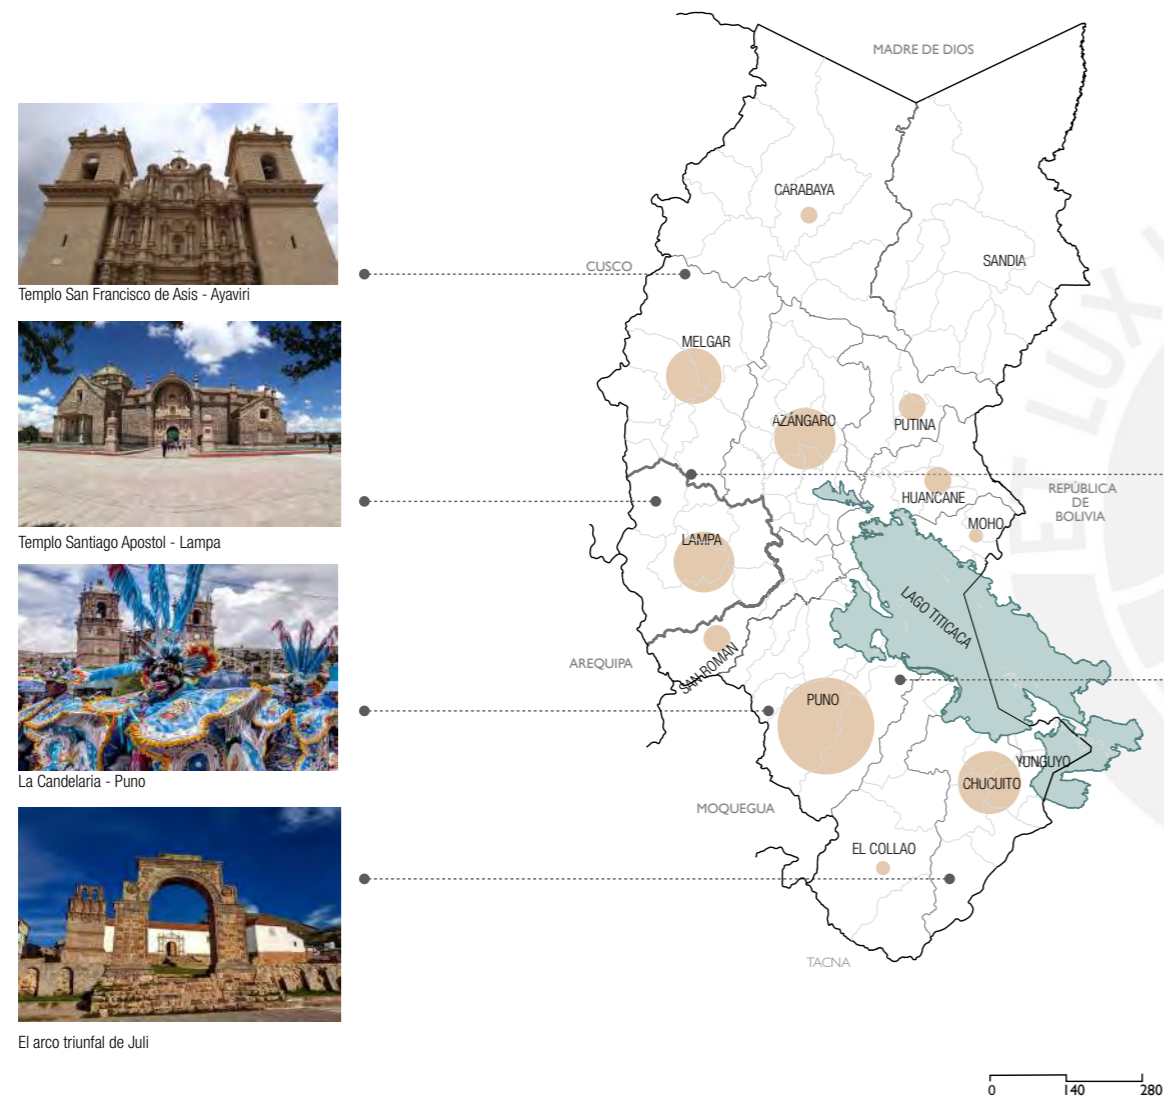 Templo San Francisco de Asis - Ayaviri
Templo Santiago Apostol - Lampa
La Candelaria - Puno
El arco triunfal de Juli
MADRE DE DIOS
CARABAYA
SANDIA
CUSCO
MELGAR
AZÁNGARO
PUTINA
HUANCANE
REPÚBLICA
DE
BOLIVIA
MOHO
LAMPA
LAGO TITICACA
AREQUIPA
SAN ROMAN
PUNO
YUNGUYO
CHUCUITO
MOQUEGUA
EL COLLAO
TACNA
0 140 280
ET LUX